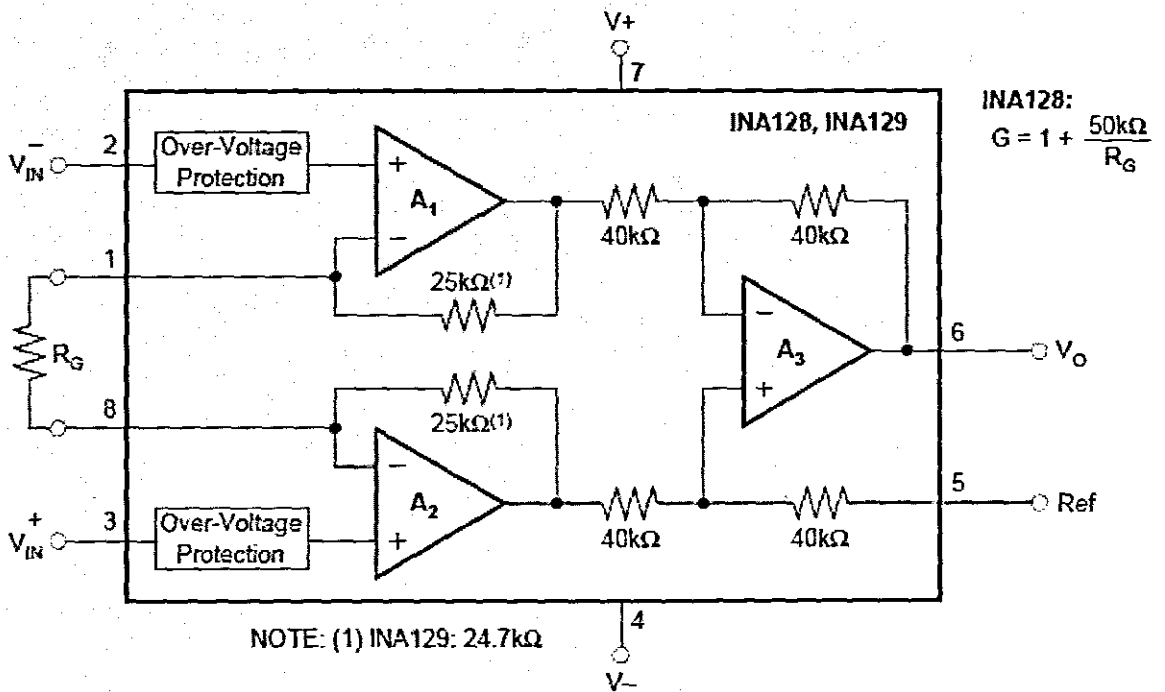 V+
7
INA128:
G = 1 + 50kΩ / R_G
INA128, INA129
V_IN^-
2
Over-Voltage
Protection
+
A1
−
40kΩ
40kΩ
1
25kΩ(1)
R_G
−
A3
+
6
V_O
8
25kΩ(1)
−
A2
+
V_IN^+
3
Over-Voltage
Protection
40kΩ
40kΩ
5
Ref
NOTE: (1) INA129: 24.7kΩ
4
V−